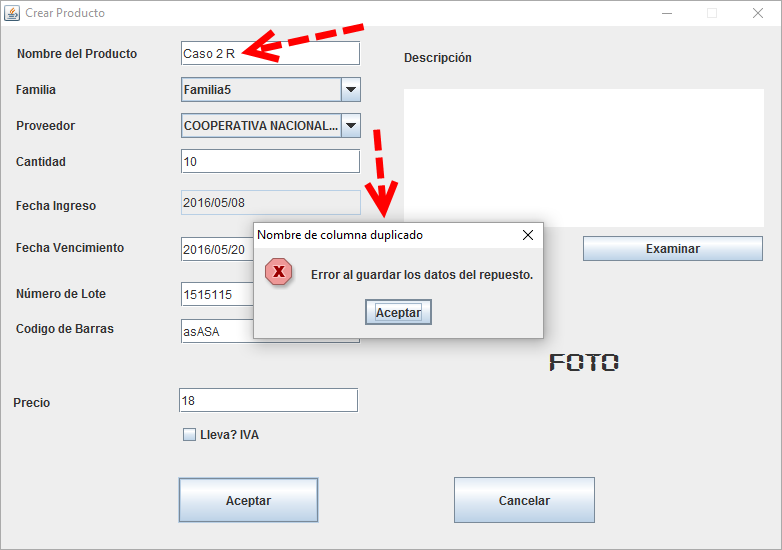 Crear Producto
Nombre del Producto
Caso 2 R
Descripción
Familia
Familia5
Proveedor
COOPERATIVA NACIONAL...
Cantidad
10
Fecha Ingreso
2016/05/08
Nombre de columna duplicado
Fecha Vencimiento
2016/05/20
Examinar
Error al guardar los datos del repuesto.
Número de Lote
1515115
Aceptar
Codigo de Barras
asASA
FOTO
Precio
18
Lleva? IVA
Aceptar
Cancelar